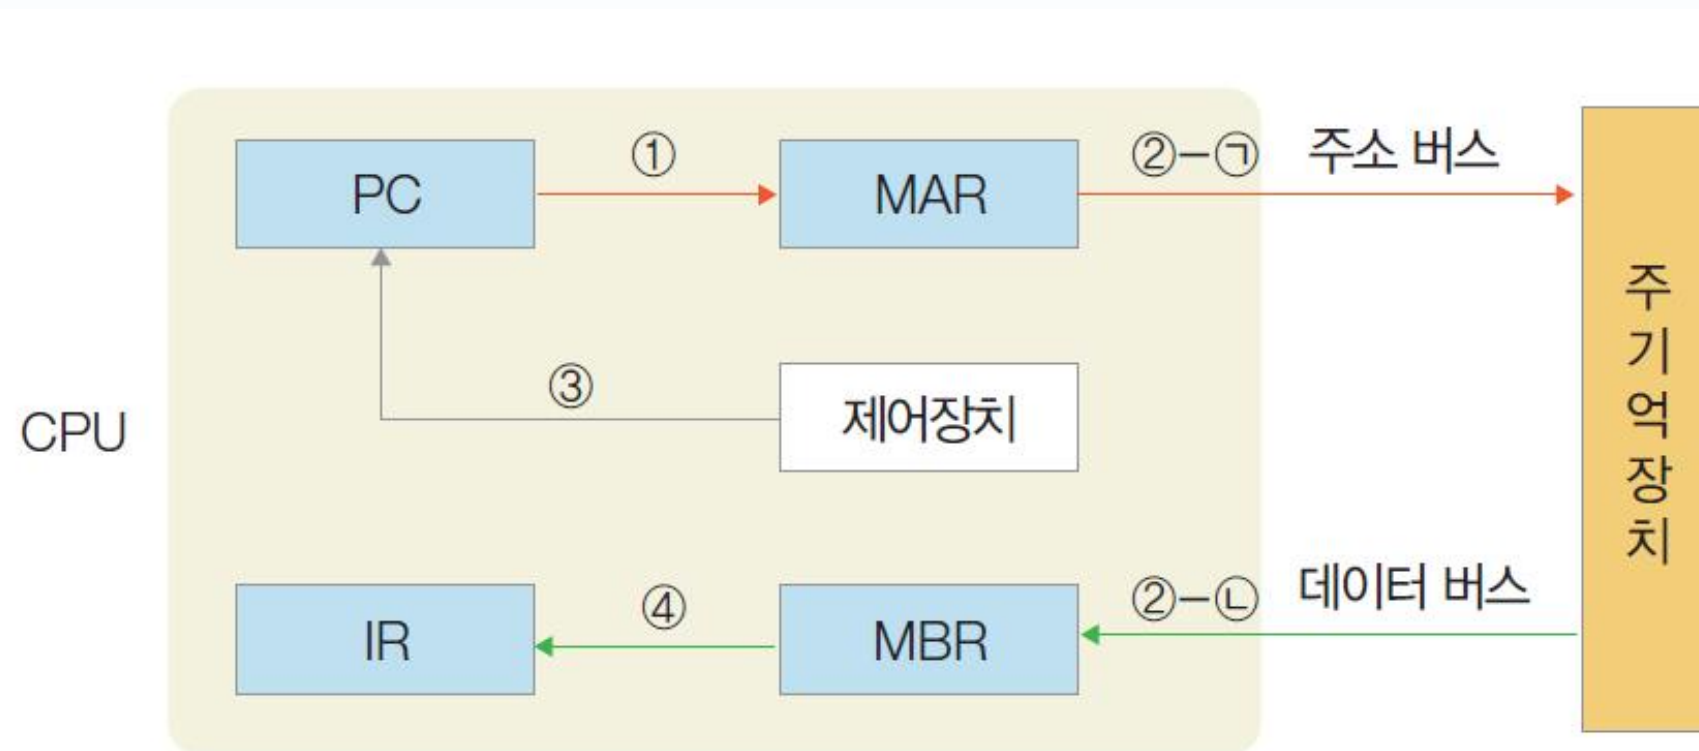 PC
①
MAR
②-㉠ 주소 버스
CPU
③
제어장치
주기억장치
IR
④
MBR
②-㉡ 데이터 버스